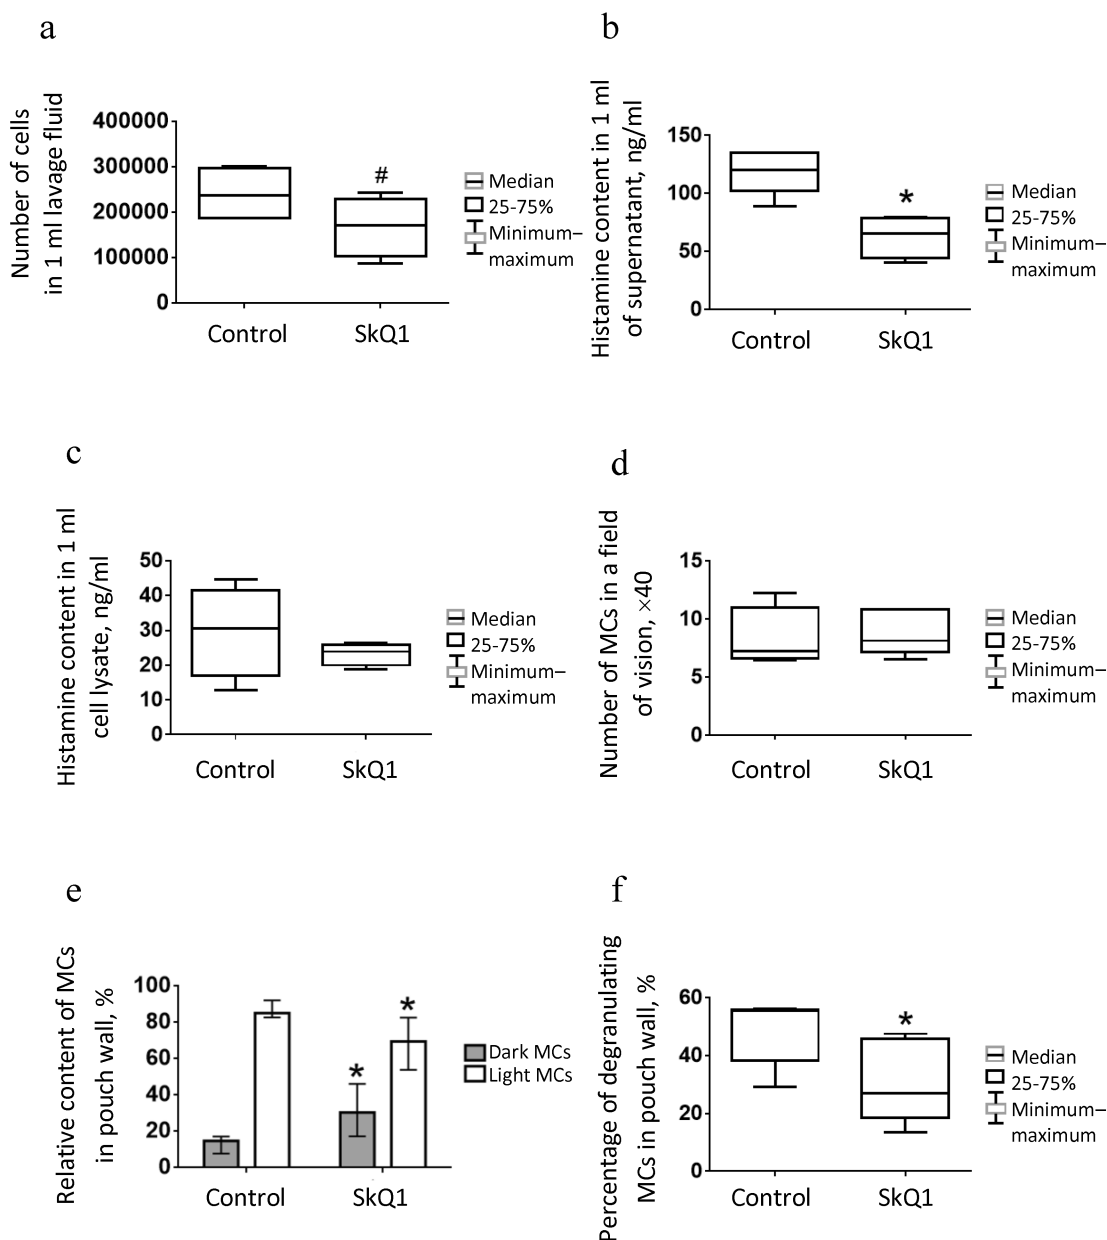 a
Number of cells
in 1 ml lavage fluid
400000
300000
200000
100000
0
#
Control
SkQ1
Median
25-75%
Minimum–
maximum
b
Histamine content in 1 ml
of supernatant, ng/ml
150
100
50
0
*
Control
SkQ1
Median
25-75%
Minimum–
maximum
c
Histamine content in 1 ml
cell lysate, ng/ml
50
40
30
20
10
0
Control
SkQ1
Median
25-75%
Minimum–
maximum
d
Number of MCs in a field
of vision, ×40
15
10
5
0
Control
SkQ1
Median
25-75%
Minimum–
maximum
e
Relative content of MCs
in pouch wall, %
100
80
60
40
20
0
*
*
Control
SkQ1
Dark MCs
Light MCs
f
Percentage of degranulating
MCs in pouch wall, %
60
40
20
0
*
Control
SkQ1
Median
25-75%
Minimum–
maximum